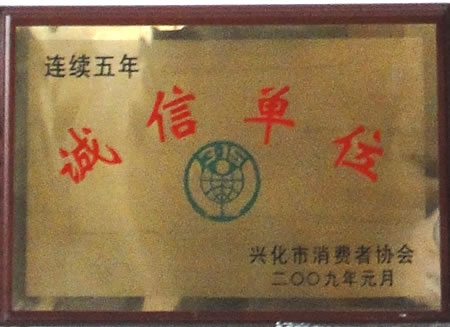 连续五年
诚信单位
315
兴化市消费者协会
二〇〇九年元月